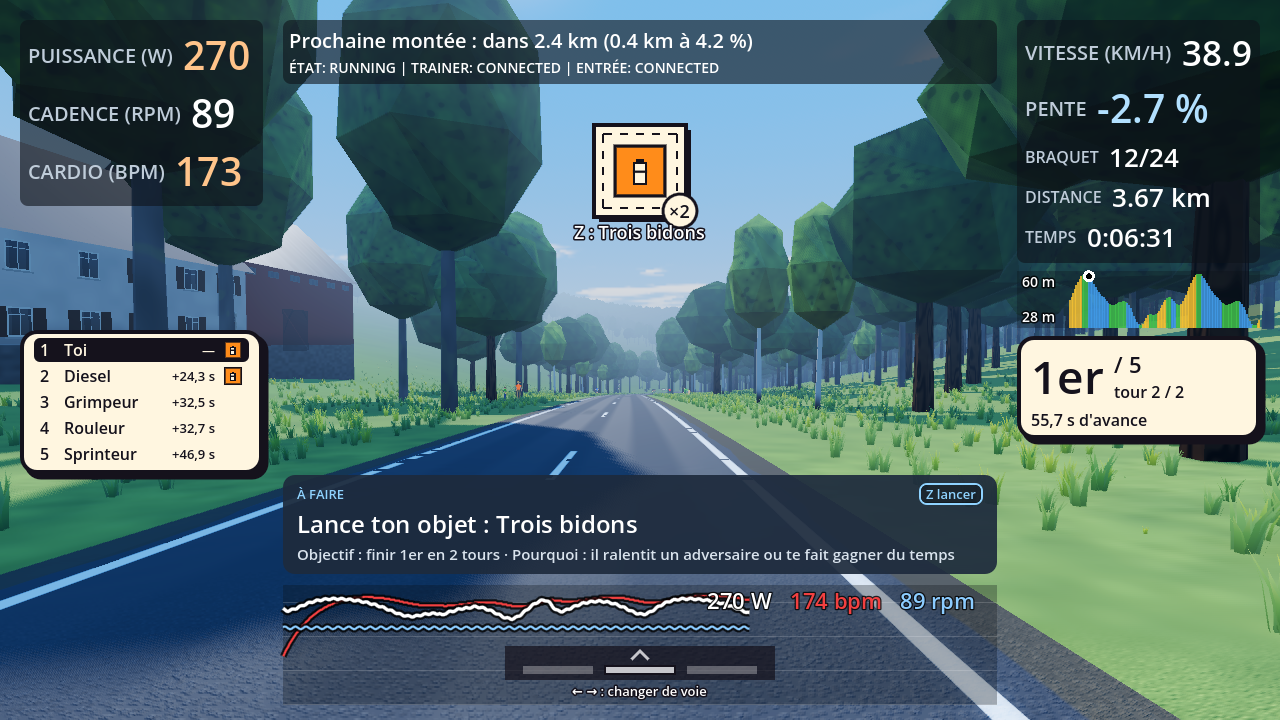 PUISSANCE (W) 270
CADENCE (RPM) 89
CARDIO (BPM) 173
Prochaine montée : dans 2.4 km (0.4 km à 4.2 %)
ÉTAT: RUNNING | TRAINER: CONNECTED | ENTRÉE: CONNECTED
VITESSE (KM/H) 38.9
PENTE -2.7 %
BRAQUET 12/24
DISTANCE 3.67 km
TEMPS 0:06:31
60 m
28 m
×2
Z : Trois bidons
1 Toi —
2 Diesel +24,3 s
3 Grimpeur +32,5 s
4 Rouleur +32,7 s
5 Sprinteur +46,9 s
1er / 5
tour 2 / 2
55,7 s d'avance
À FAIRE
Z lancer
Lance ton objet : Trois bidons
Objectif : finir 1er en 2 tours · Pourquoi : il ralentit un adversaire ou te fait gagner du temps
270 W 174 bpm 89 rpm
← → : changer de voie